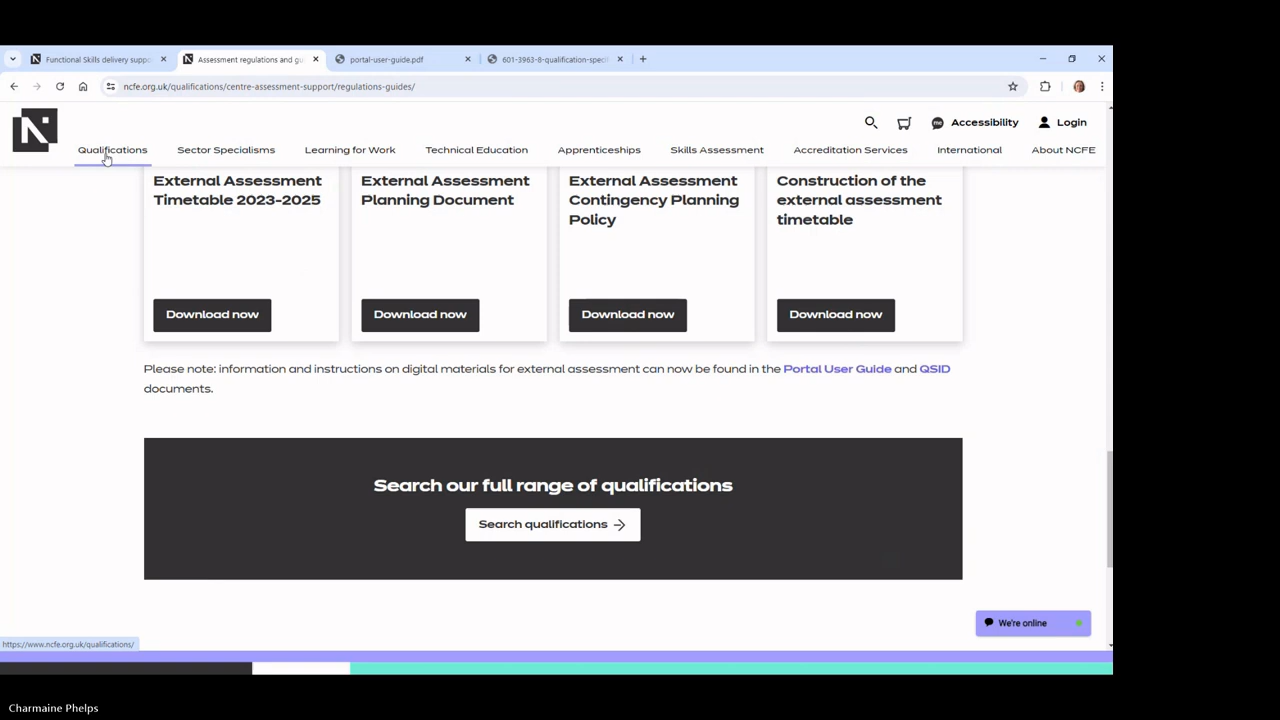 Functional Skills delivery suppo
Assessment regulations and gu
portal-user-guide.pdf
601-3963-8-qualification-specif
ncfe.org.uk/qualifications/centre-assessment-support/regulations-guides/
N
me
Accessibility
Login
Qualifications
Sector Specialisms
Learning for Work
Technical Education
Apprenticeships
Skills Assessment
Accreditation Services
International
About NCFE
External Assessment
Timetable 2023-2025
External Assessment
Planning Document
External Assessment
Contingency Planning
Policy
Construction of the
external assessment
timetable
Download now
Download now
Download now
Download now
Please note: information and instructions on digital materials for external assessment can now be found in the Portal User Guide and QSID
documents.
Search our full range of qualifications
Search qualifications
We're online
https://www.ncfe.org.uk/qualifications/
Charmaine Phelps